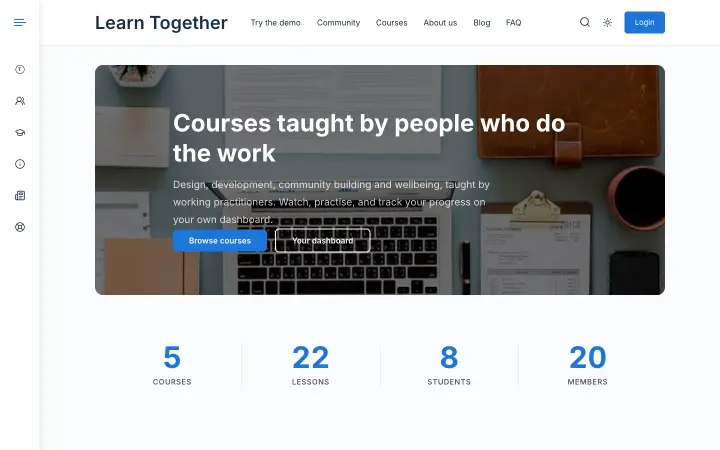 Learn Together
Try the demo
Community
Courses
About us
Blog
FAQ
Login
Courses taught by people who do
the work
Design, development, community building and wellbeing, taught by
working practitioners. Watch, practise, and track your progress on
your own dashboard.
Browse courses
Your dashboard
5
22
8
20
COURSES
LESSONS
STUDENTS
MEMBERS